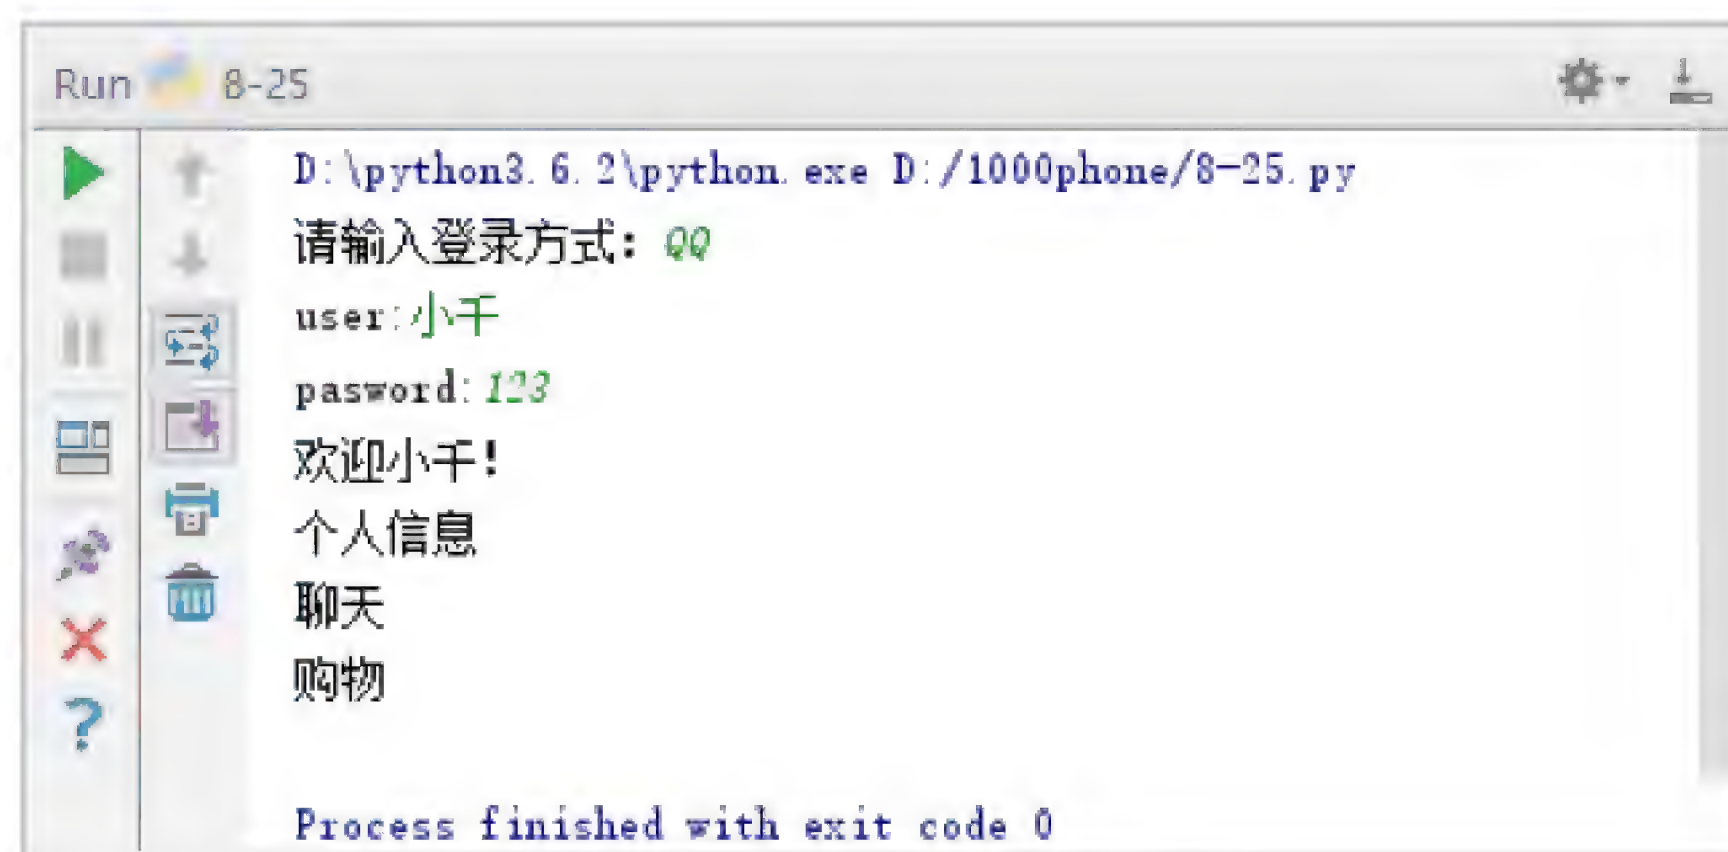 Run 8-25
D:\python3.6.2\python.exe D:/1000phone/8-25.py
请输入登录方式：QQ
user:小千
pasword:123
欢迎小千！
个人信息
聊天
购物
Process finished with exit code 0